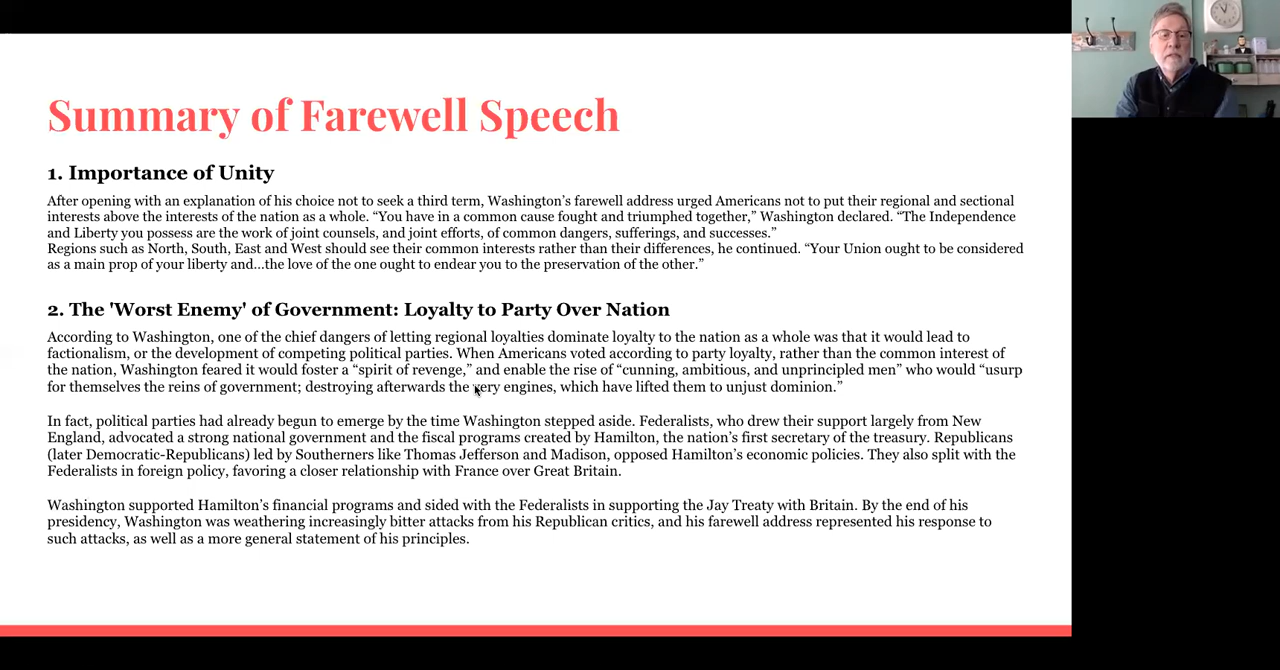 Summary of Farewell Speech
1. Importance of Unity
After opening with an explanation of his choice not to seek a third term, Washington’s farewell address urged Americans not to put their regional and sectional
interests above the interests of the nation as a whole. “You have in a common cause fought and triumphed together,” Washington declared. “The Independence
and Liberty you possess are the work of joint counsels, and joint efforts, of common dangers, sufferings, and successes.”
Regions such as North, South, East and West should see their common interests rather than their differences, he continued. “Your Union ought to be considered
as a main prop of your liberty and…the love of the one ought to endear you to the preservation of the other.”
2. The 'Worst Enemy' of Government: Loyalty to Party Over Nation
According to Washington, one of the chief dangers of letting regional loyalties dominate loyalty to the nation as a whole was that it would lead to
factionalism, or the development of competing political parties. When Americans voted according to party loyalty, rather than the common interest of
the nation, Washington feared it would foster a “spirit of revenge,” and enable the rise of “cunning, ambitious, and unprincipled men” who would “usurp
for themselves the reins of government; destroying afterwards the very engines, which have lifted them to unjust dominion.”
In fact, political parties had already begun to emerge by the time Washington stepped aside. Federalists, who drew their support largely from New
England, advocated a strong national government and the fiscal programs created by Hamilton, the nation’s first secretary of the treasury. Republicans
(later Democratic-Republicans) led by Southerners like Thomas Jefferson and Madison, opposed Hamilton’s economic policies. They also split with the
Federalists in foreign policy, favoring a closer relationship with France over Great Britain.
Washington supported Hamilton’s financial programs and sided with the Federalists in supporting the Jay Treaty with Britain. By the end of his
presidency, Washington was weathering increasingly bitter attacks from his Republican critics, and his farewell address represented his response to
such attacks, as well as a more general statement of his principles.